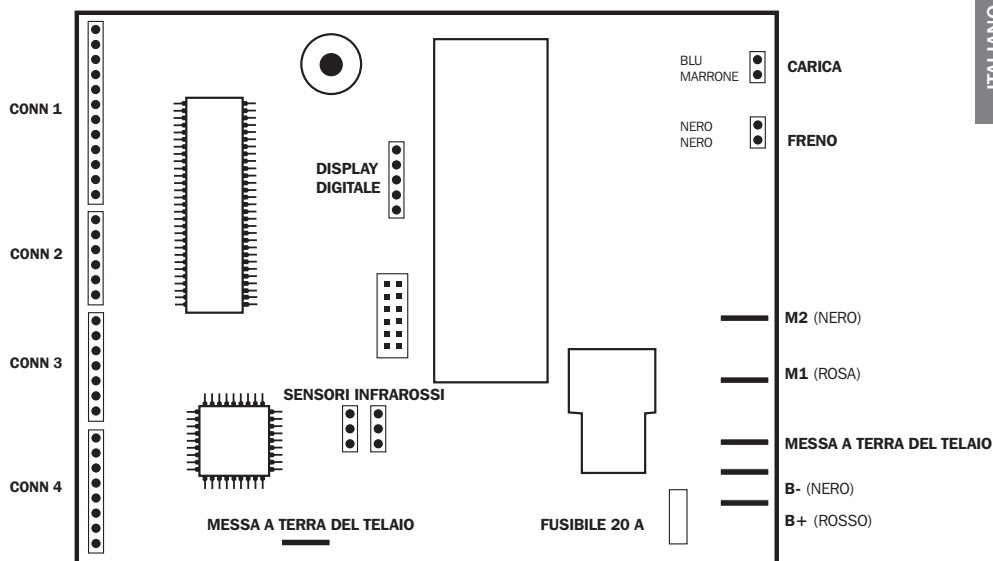 ITALIANO
BLU
MARRONE
CARICA
CONN 1
NERO
NERO
FRENO
DISPLAY
DIGITALE
CONN 2
M2 (NERO)
CONN 3
M1 (ROSA)
SENSORI INFRAROSSI
MESSA A TERRA DEL TELAIO
CONN 4
B- (NERO)
MESSA A TERRA DEL TELAIO
FUSIBILE 20 A
B+ (ROSSO)